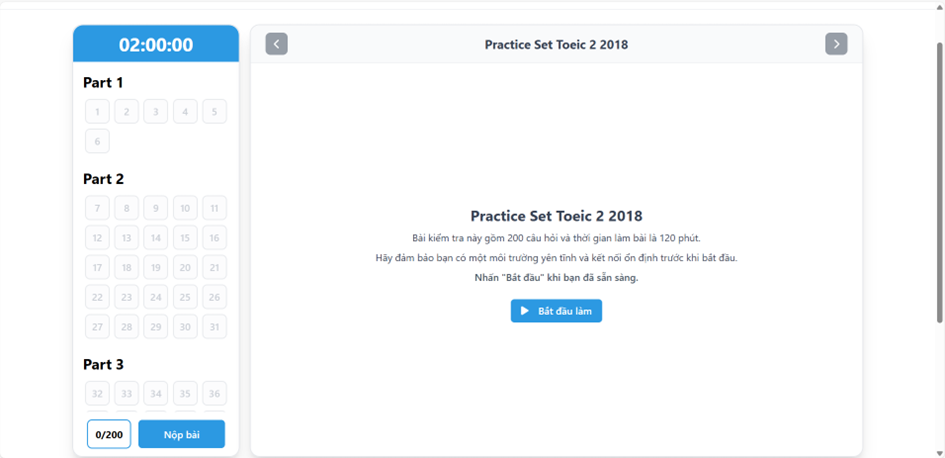 02:00:00
Part 1
1 2 3 4 5
6
Part 2
7 8 9 10 11
12 13 14 15 16
17 18 19 20 21
22 23 24 25 26
27 28 29 30 31
Part 3
32 33 34 35 36
0/200 Nộp bài
Practice Set Toeic 2 2018
Practice Set Toeic 2 2018
Bài kiểm tra này gồm 200 câu hỏi và thời gian làm bài là 120 phút.
Hãy đảm bảo bạn có một môi trường yên tĩnh và kết nối ổn định trước khi bắt đầu.
Nhấn "Bắt đầu" khi bạn đã sẵn sàng.
Bắt đầu làm